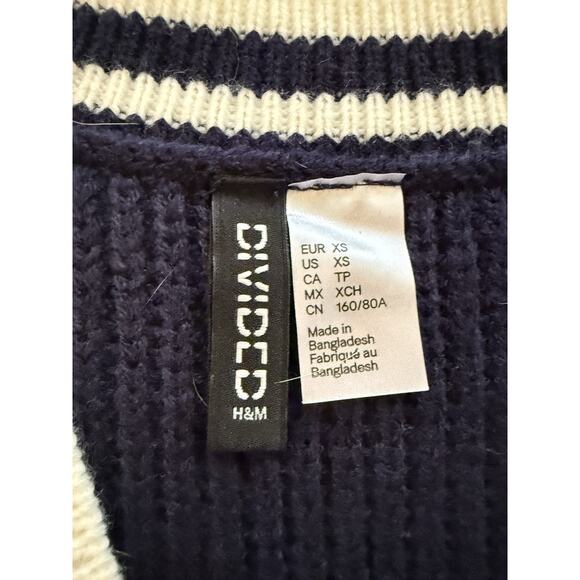 DIVIDED
H&M
EUR XS
US XS
CA TP
MX XCH
CN 160/80A
Made in
Bangladesh
Fabriqué au
Bangladesh